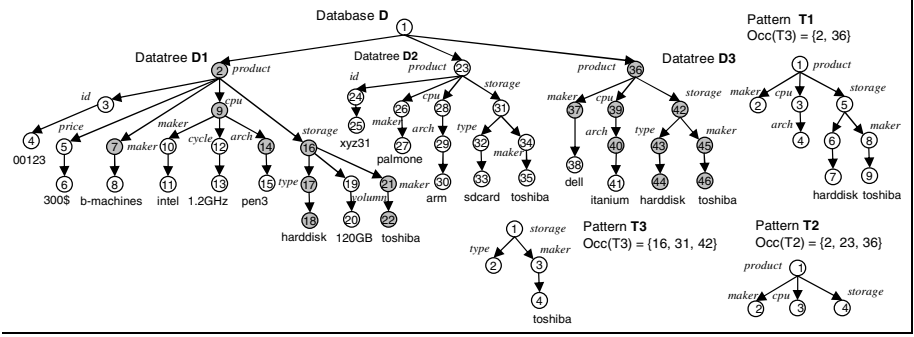 Database D
1
Pattern T1
Occ(T3) = {2, 36}
Datatree D1
Datatree D2
Datatree D3
2 product
23 product
product 36
1 product
id
cpu
id
cpu
storage
maker
cpu
storage
maker
cpu
storage
3
9
24
26
28
31
37
39
42
2
3
5
price
maker
cycle
arch
storage
maker
arch
type
maker
arch
type
maker
arch
maker
4
5
7 maker
10
12
14
16
25
27
29
32
34
40
43
45
4
6
8
00123
xyz31
palmone
38
dell
type
volumn
maker
6
8
11
13
15
17
19
21
30
33
35
41
44
46
7
9
300$
b-machines
intel
1.2GHz
pen3
arm
sdcard
toshiba
itanium
harddisk
toshiba
harddisk
toshiba
18
20
22
harddisk
120GB
toshiba
1 storage
type
maker
2
3
4
toshiba
Pattern T3
Occ(T3) = {16, 31, 42}
Pattern T2
Occ(T2) = {2, 23, 36}
product 1
maker
cpu
storage
2
3
4